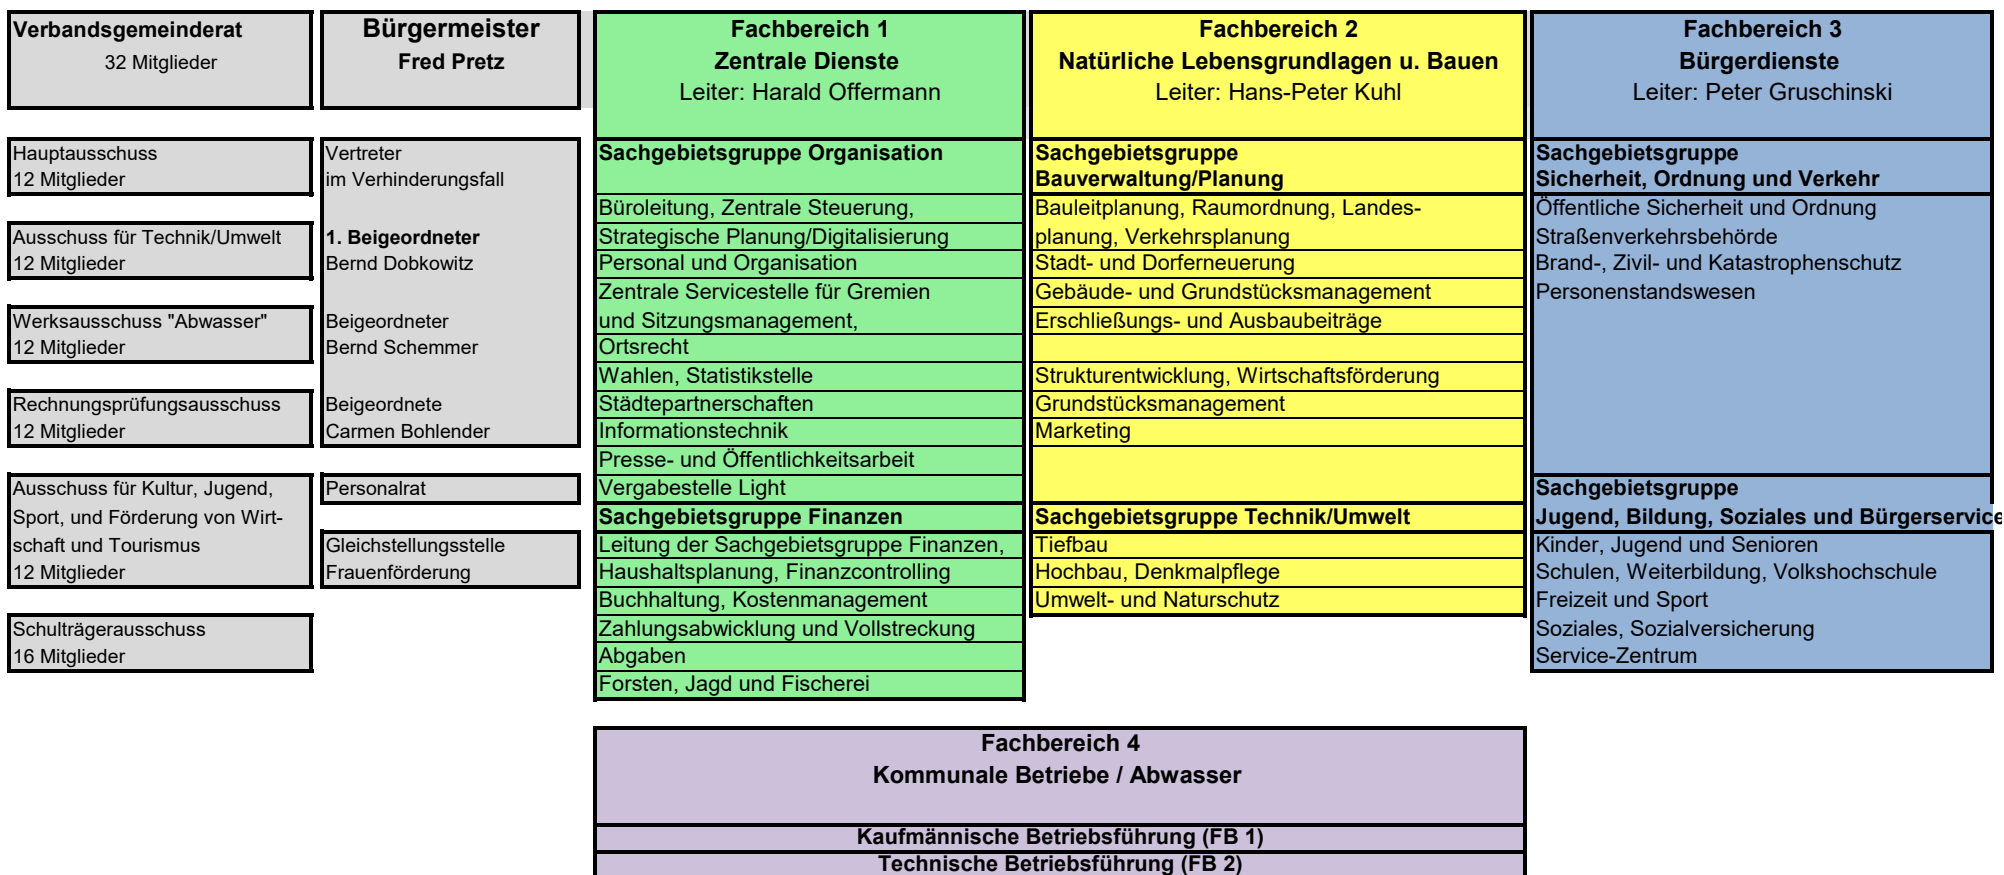 Verbandsgemeinderat
32 Mitglieder
Hauptausschuss
12 Mitglieder
Ausschuss für Technik/Umwelt
12 Mitglieder
Werksausschuss "Abwasser"
12 Mitglieder
Rechnungsprüfungsausschuss
12 Mitglieder
Ausschuss für Kultur, Jugend,
Sport, und Förderung von Wirt-
schaft und Tourismus
12 Mitglieder
Schulträgerausschuss
16 Mitglieder
Bürgermeister
Fred Pretz
Vertreter
im Verhinderungsfall
1. Beigeordneter
Bernd Dobkowitz
Beigeordneter
Bernd Schemmer
Beigeordnete
Carmen Bohlender
Personalrat
Gleichstellungsstelle
Frauenförderung
Fachbereich 1
Zentrale Dienste
Leiter: Harald Offermann
Sachgebietsgruppe Organisation
Büroleitung, Zentrale Steuerung,
Strategische Planung/Digitalisierung
Personal und Organisation
Zentrale Servicestelle für Gremien
und Sitzungsmanagement,
Ortsrecht
Wahlen, Statistikstelle
Städtepartnerschaften
Informationstechnik
Presse- und Öffentlichkeitsarbeit
Vergabestelle Light
Sachgebietsgruppe Finanzen
Leitung der Sachgebietsgruppe Finanzen,
Haushaltsplanung, Finanzcontrolling
Buchhaltung, Kostenmanagement
Zahlungsabwicklung und Vollstreckung
Abgaben
Forsten, Jagd und Fischerei
Fachbereich 2
Natürliche Lebensgrundlagen u. Bauen
Leiter: Hans-Peter Kuhl
Sachgebietsgruppe
Bauverwaltung/Planung
Bauleitplanung, Raumordnung, Landes-
planung, Verkehrsplanung
Stadt- und Dorferneuerung
Gebäude- und Grundstücksmanagement
Erschließungs- und Ausbaubeiträge
Strukturentwicklung, Wirtschaftsförderung
Grundstücksmanagement
Marketing
Sachgebietsgruppe Technik/Umwelt
Tiefbau
Hochbau, Denkmalpflege
Umwelt- und Naturschutz
Fachbereich 3
Bürgerdienste
Leiter: Peter Gruschinski
Sachgebietsgruppe
Sicherheit, Ordnung und Verkehr
Öffentliche Sicherheit und Ordnung
Straßenverkehrsbehörde
Brand-, Zivil- und Katastrophenschutz
Personenstandswesen
Sachgebietsgruppe
Jugend, Bildung, Soziales und Bürgerservice
Kinder, Jugend und Senioren
Schulen, Weiterbildung, Volkshochschule
Freizeit und Sport
Soziales, Sozialversicherung
Service-Zentrum
Fachbereich 4
Kommunale Betriebe / Abwasser
Kaufmännische Betriebsführung (FB 1)
Technische Betriebsführung (FB 2)